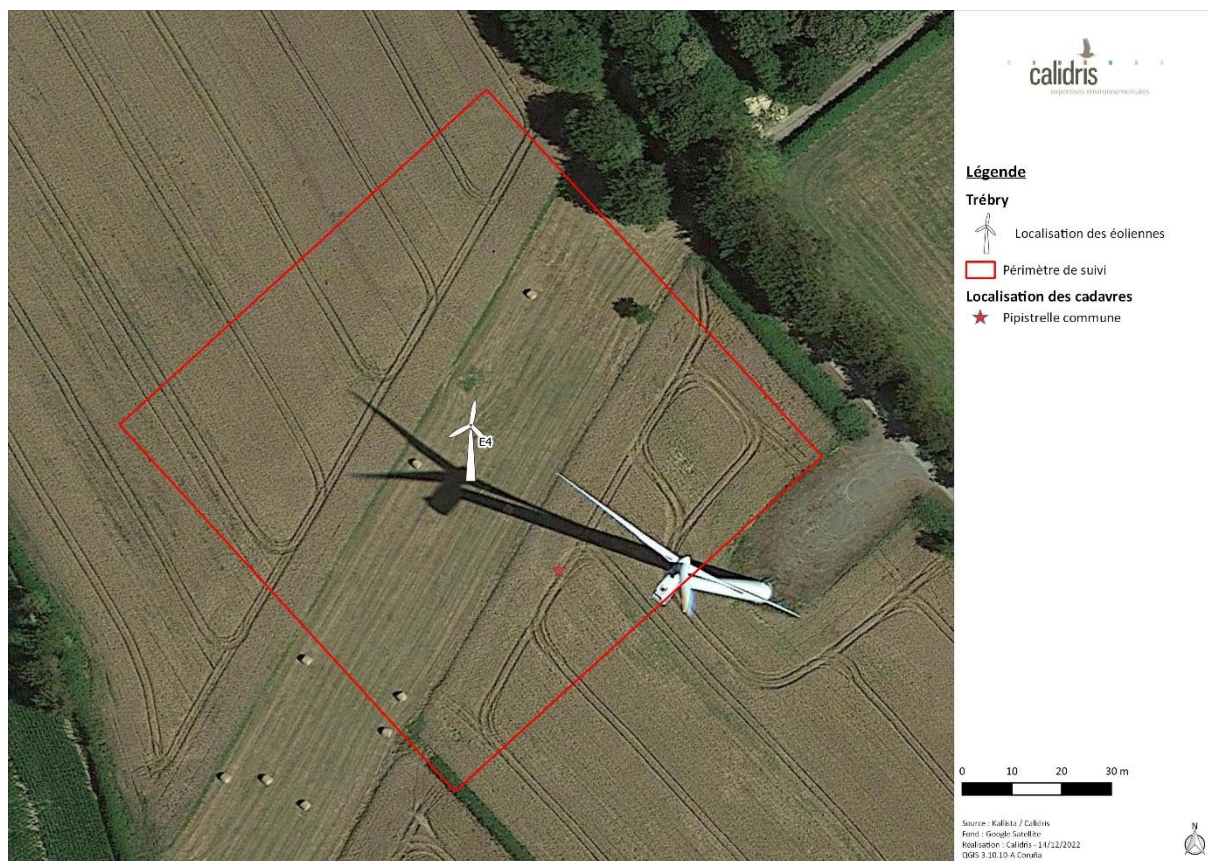 E4
calidris
expertises environnementales
Légende
Trébry
Localisation des éoliennes
Périmètre de suivi
Localisation des cadavres
Pipistrelle commune
0 10 20 30 m
Source : Kallista / Calidris
Fond : Google Satellite
Réalisation : Calidris - 14/12/2022
QGIS 3.10.10-A Coruña
N